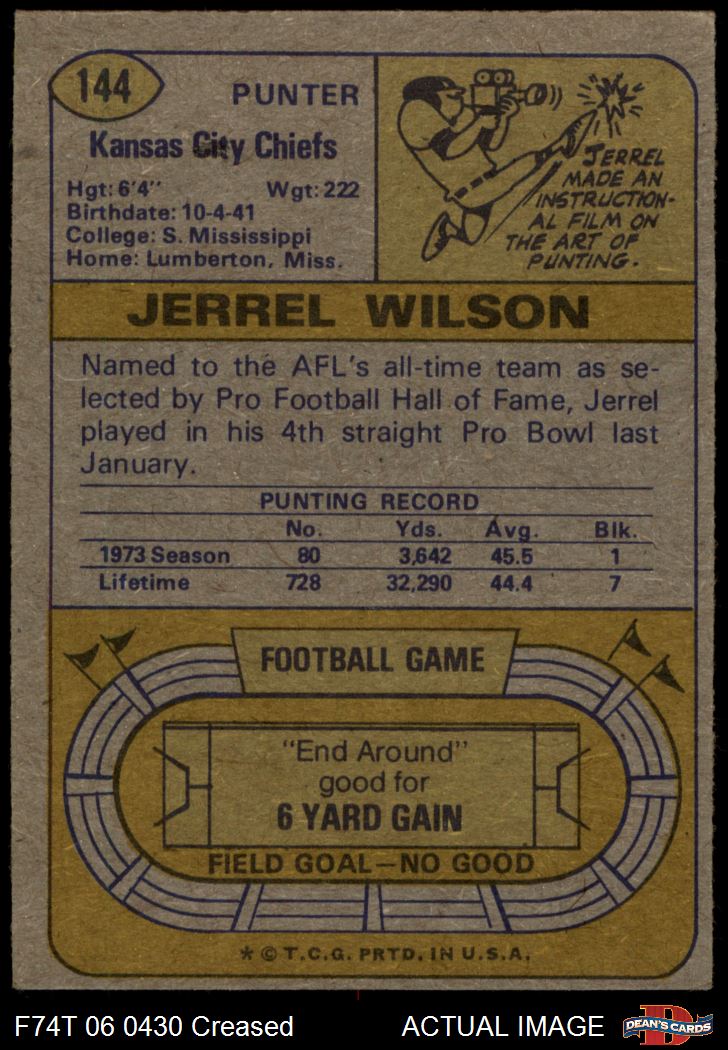 144
PUNTER
Kansas City Chiefs
Hgt: 6'4" Wgt: 222
Birthdate: 10-4-41
College: S. Mississippi
Home: Lumberton, Miss.
JERREL
MADE AN
INSTRUCTION-
AL FILM ON
THE ART OF
PUNTING.
JERREL WILSON
Named to the AFL's all-time team as se-
lected by Pro Football Hall of Fame, Jerrel
played in his 4th straight Pro Bowl last
January.
PUNTING RECORD
No. Yds. Avg. Blk.
1973 Season 80 3,642 45.5 1
Lifetime 728 32,290 44.4 7
FOOTBALL GAME
"End Around"
good for
6 YARD GAIN
FIELD GOAL—NO GOOD
* © T.C.G. PRTD. IN U.S.A.
F74T 06 0430 Creased ACTUAL IMAGE
D
DEAN'S CARDS